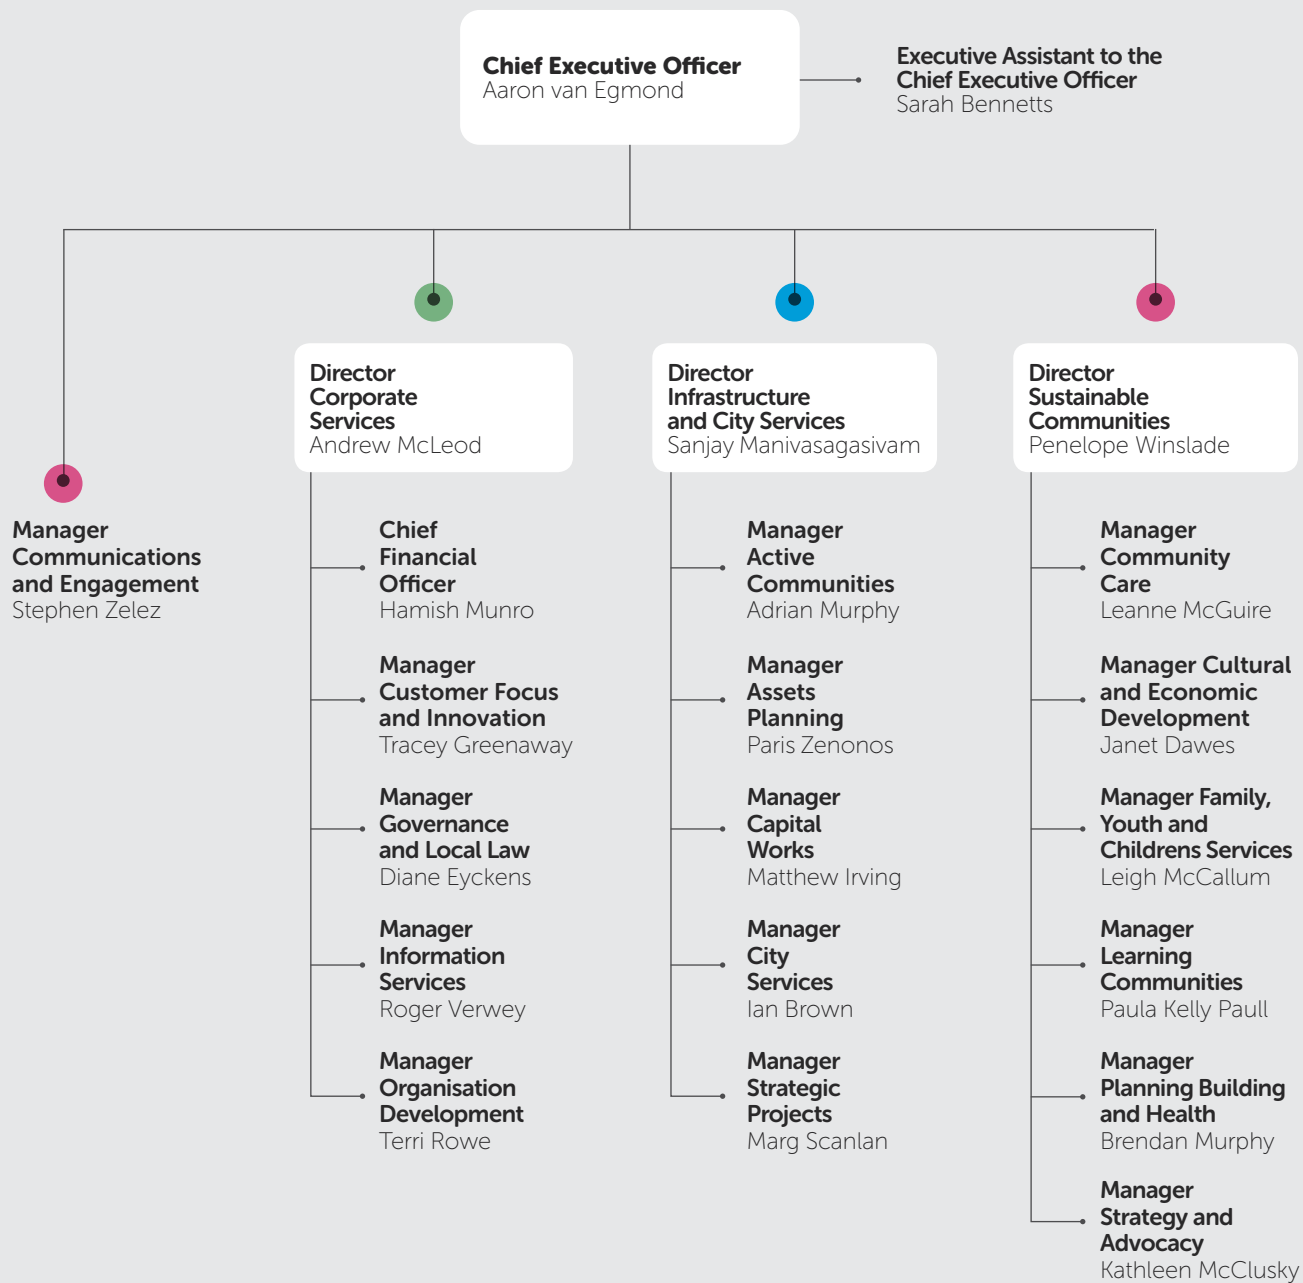 Chief Executive Officer
Aaron van Egmond
Executive Assistant to the
Chief Executive Officer
Sarah Bennetts
Manager
Communications
and Engagement
Stephen Zelez
Director
Corporate
Services
Andrew McLeod
Chief
Financial
Officer
Hamish Munro
Manager
Customer Focus
and Innovation
Tracey Greenaway
Manager
Governance
and Local Law
Diane Eyckens
Manager
Information
Services
Roger Verwey
Manager
Organisation
Development
Terri Rowe
Director
Infrastructure
and City Services
Sanjay Manivasagasivam
Manager
Active
Communities
Adrian Murphy
Manager
Assets
Planning
Paris Zenonos
Manager
Capital
Works
Matthew Irving
Manager
City
Services
Ian Brown
Manager
Strategic
Projects
Marg Scanlan
Director
Sustainable
Communities
Penelope Winslade
Manager
Community
Care
Leanne McGuire
Manager Cultural
and Economic
Development
Janet Dawes
Manager Family,
Youth and
Childrens Services
Leigh McCallum
Manager
Learning
Communities
Paula Kelly Paull
Manager
Planning Building
and Health
Brendan Murphy
Manager
Strategy and
Advocacy
Kathleen McClusky